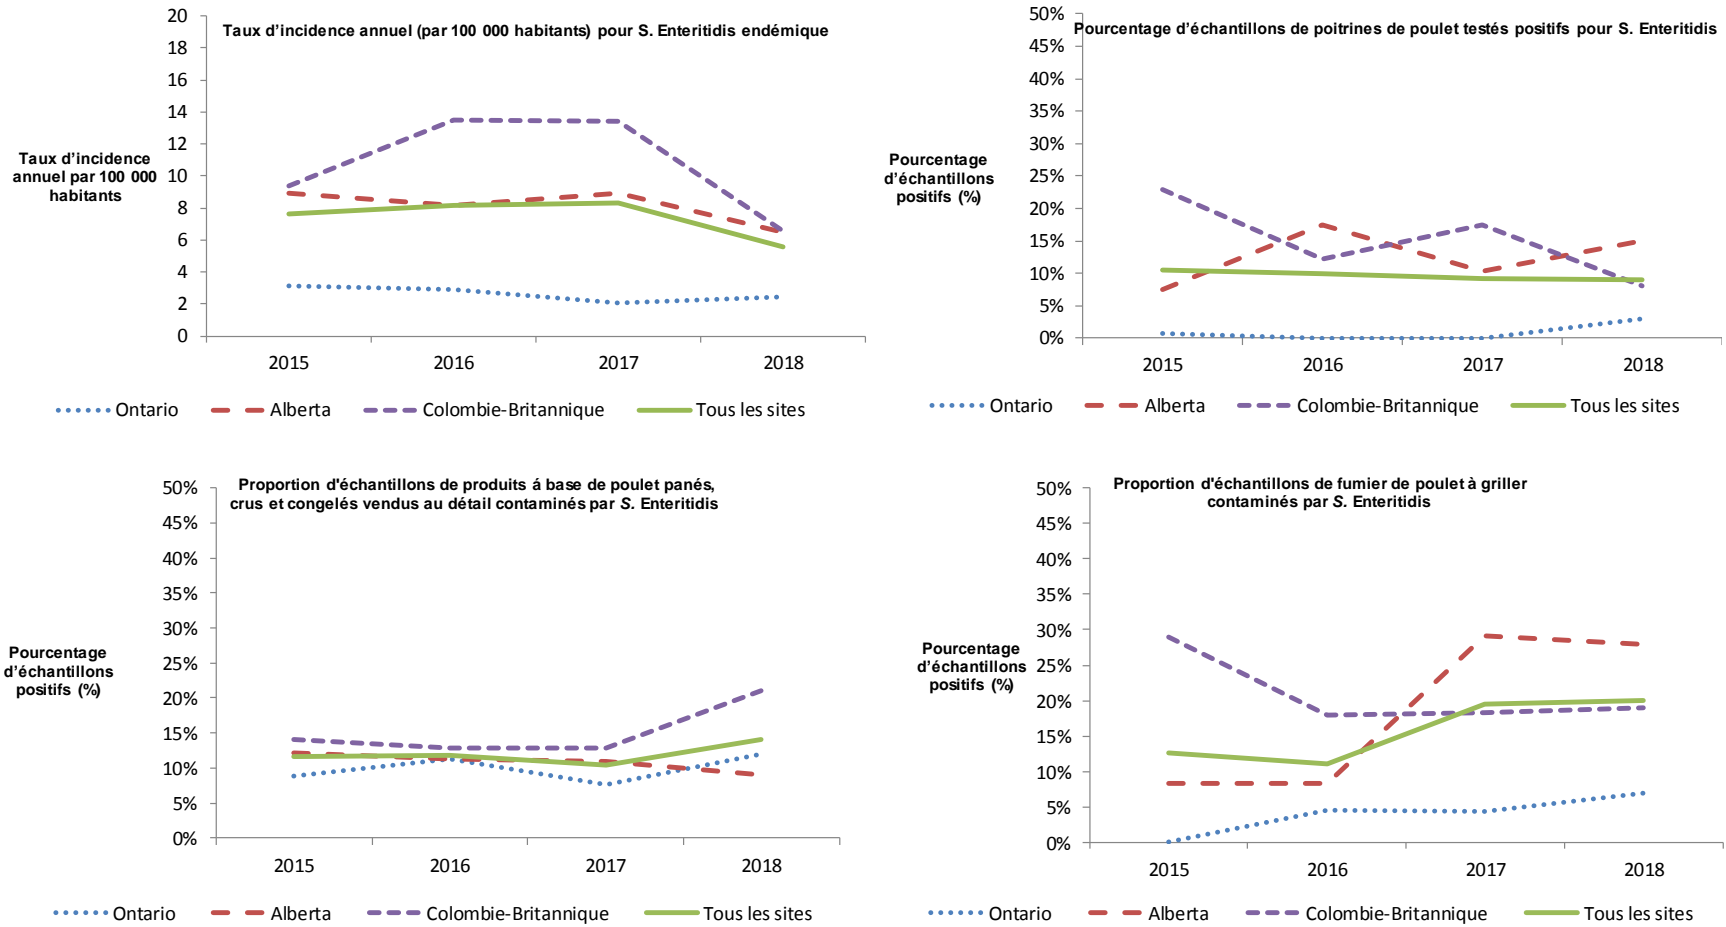 Taux d’incidence annuel (par 100 000 habitants) pour S. Enteritidis endémique
Taux d’incidence
annuel par 100 000
habitants
20
18
16
14
12
10
8
6
4
2
0
2015 2016 2017 2018
Ontario Alberta Colombie-Britannique Tous les sites
Pourcentage d’échantillons de poitrines de poulet testés positifs pour S. Enteritidis
Pourcentage
d’échantillons
positifs (%)
50%
45%
40%
35%
30%
25%
20%
15%
10%
5%
0%
2015 2016 2017 2018
Ontario Alberta Colombie-Britannique Tous les sites
Proportion d'échantillons de produits á base de poulet panés,
crus et congelés vendus au détail contaminés par S. Enteritidis
Pourcentage
d’échantillons
positifs (%)
50%
45%
40%
35%
30%
25%
20%
15%
10%
5%
0%
2015 2016 2017 2018
Ontario Alberta Colombie-Britannique Tous les sites
Proportion d'échantillons de fumier de poulet à griller
contaminés par S. Enteritidis
Pourcentage
d’échantillons
positifs (%)
50%
45%
40%
35%
30%
25%
20%
15%
10%
5%
0%
2015 2016 2017 2018
Ontario Alberta Colombie-Britannique Tous les sites